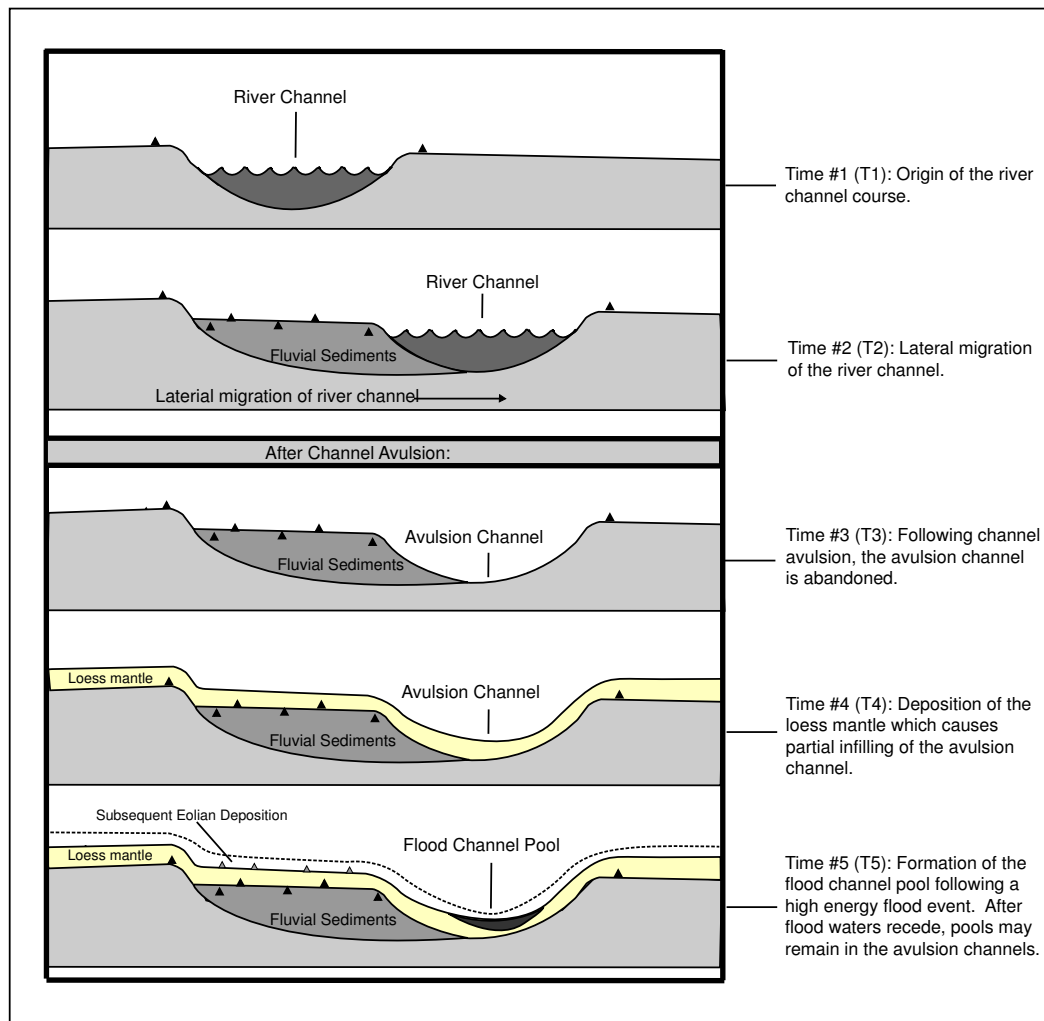 River Channel
Time #1 (T1): Origin of the river
channel course.
River Channel
Fluvial Sediments
Laterial migration of river channel
Time #2 (T2): Lateral migration
of the river channel.
After Channel Avulsion:
Avulsion Channel
Fluvial Sediments
Time #3 (T3): Following channel
avulsion, the avulsion channel
is abandoned.
Loess mantle
Avulsion Channel
Fluvial Sediments
Time #4 (T4): Deposition of the
loess mantle which causes
partial infilling of the avulsion
channel.
Subsequent Eolian Deposition
Loess mantle
Flood Channel Pool
Fluvial Sediments
Time #5 (T5): Formation of the
flood channel pool following a
high energy flood event. After
flood waters recede, pools may
remain in the avulsion channels.